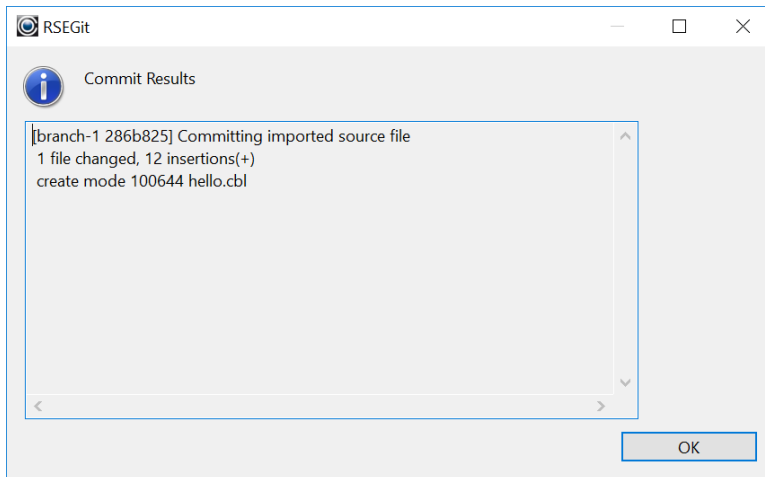 RSEGit
Commit Results
[branch-1 286b825] Committing imported source file
1 file changed, 12 insertions(+)
create mode 100644 hello.cbl
OK